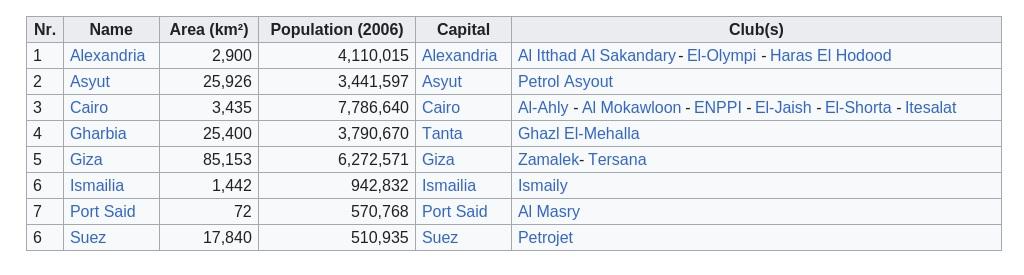 Nr. Name Area (km²) Population (2006) Capital Club(s)
1 Alexandria 2,900 4,110,015 Alexandria Al Itthad Al Sakandary - El-Olympi - Haras El Hodood
2 Asyut 25,926 3,441,597 Asyut Petrol Asyout
3 Cairo 3,435 7,786,640 Cairo Al-Ahly - Al Mokawloon - ENPPI - El-Jaish - El-Shorta - Itesalat
4 Gharbia 25,400 3,790,670 Tanta Ghazl El-Mehalla
5 Giza 85,153 6,272,571 Giza Zamalek- Tersana
6 Ismailia 1,442 942,832 Ismailia Ismaily
7 Port Said 72 570,768 Port Said Al Masry
6 Suez 17,840 510,935 Suez Petrojet